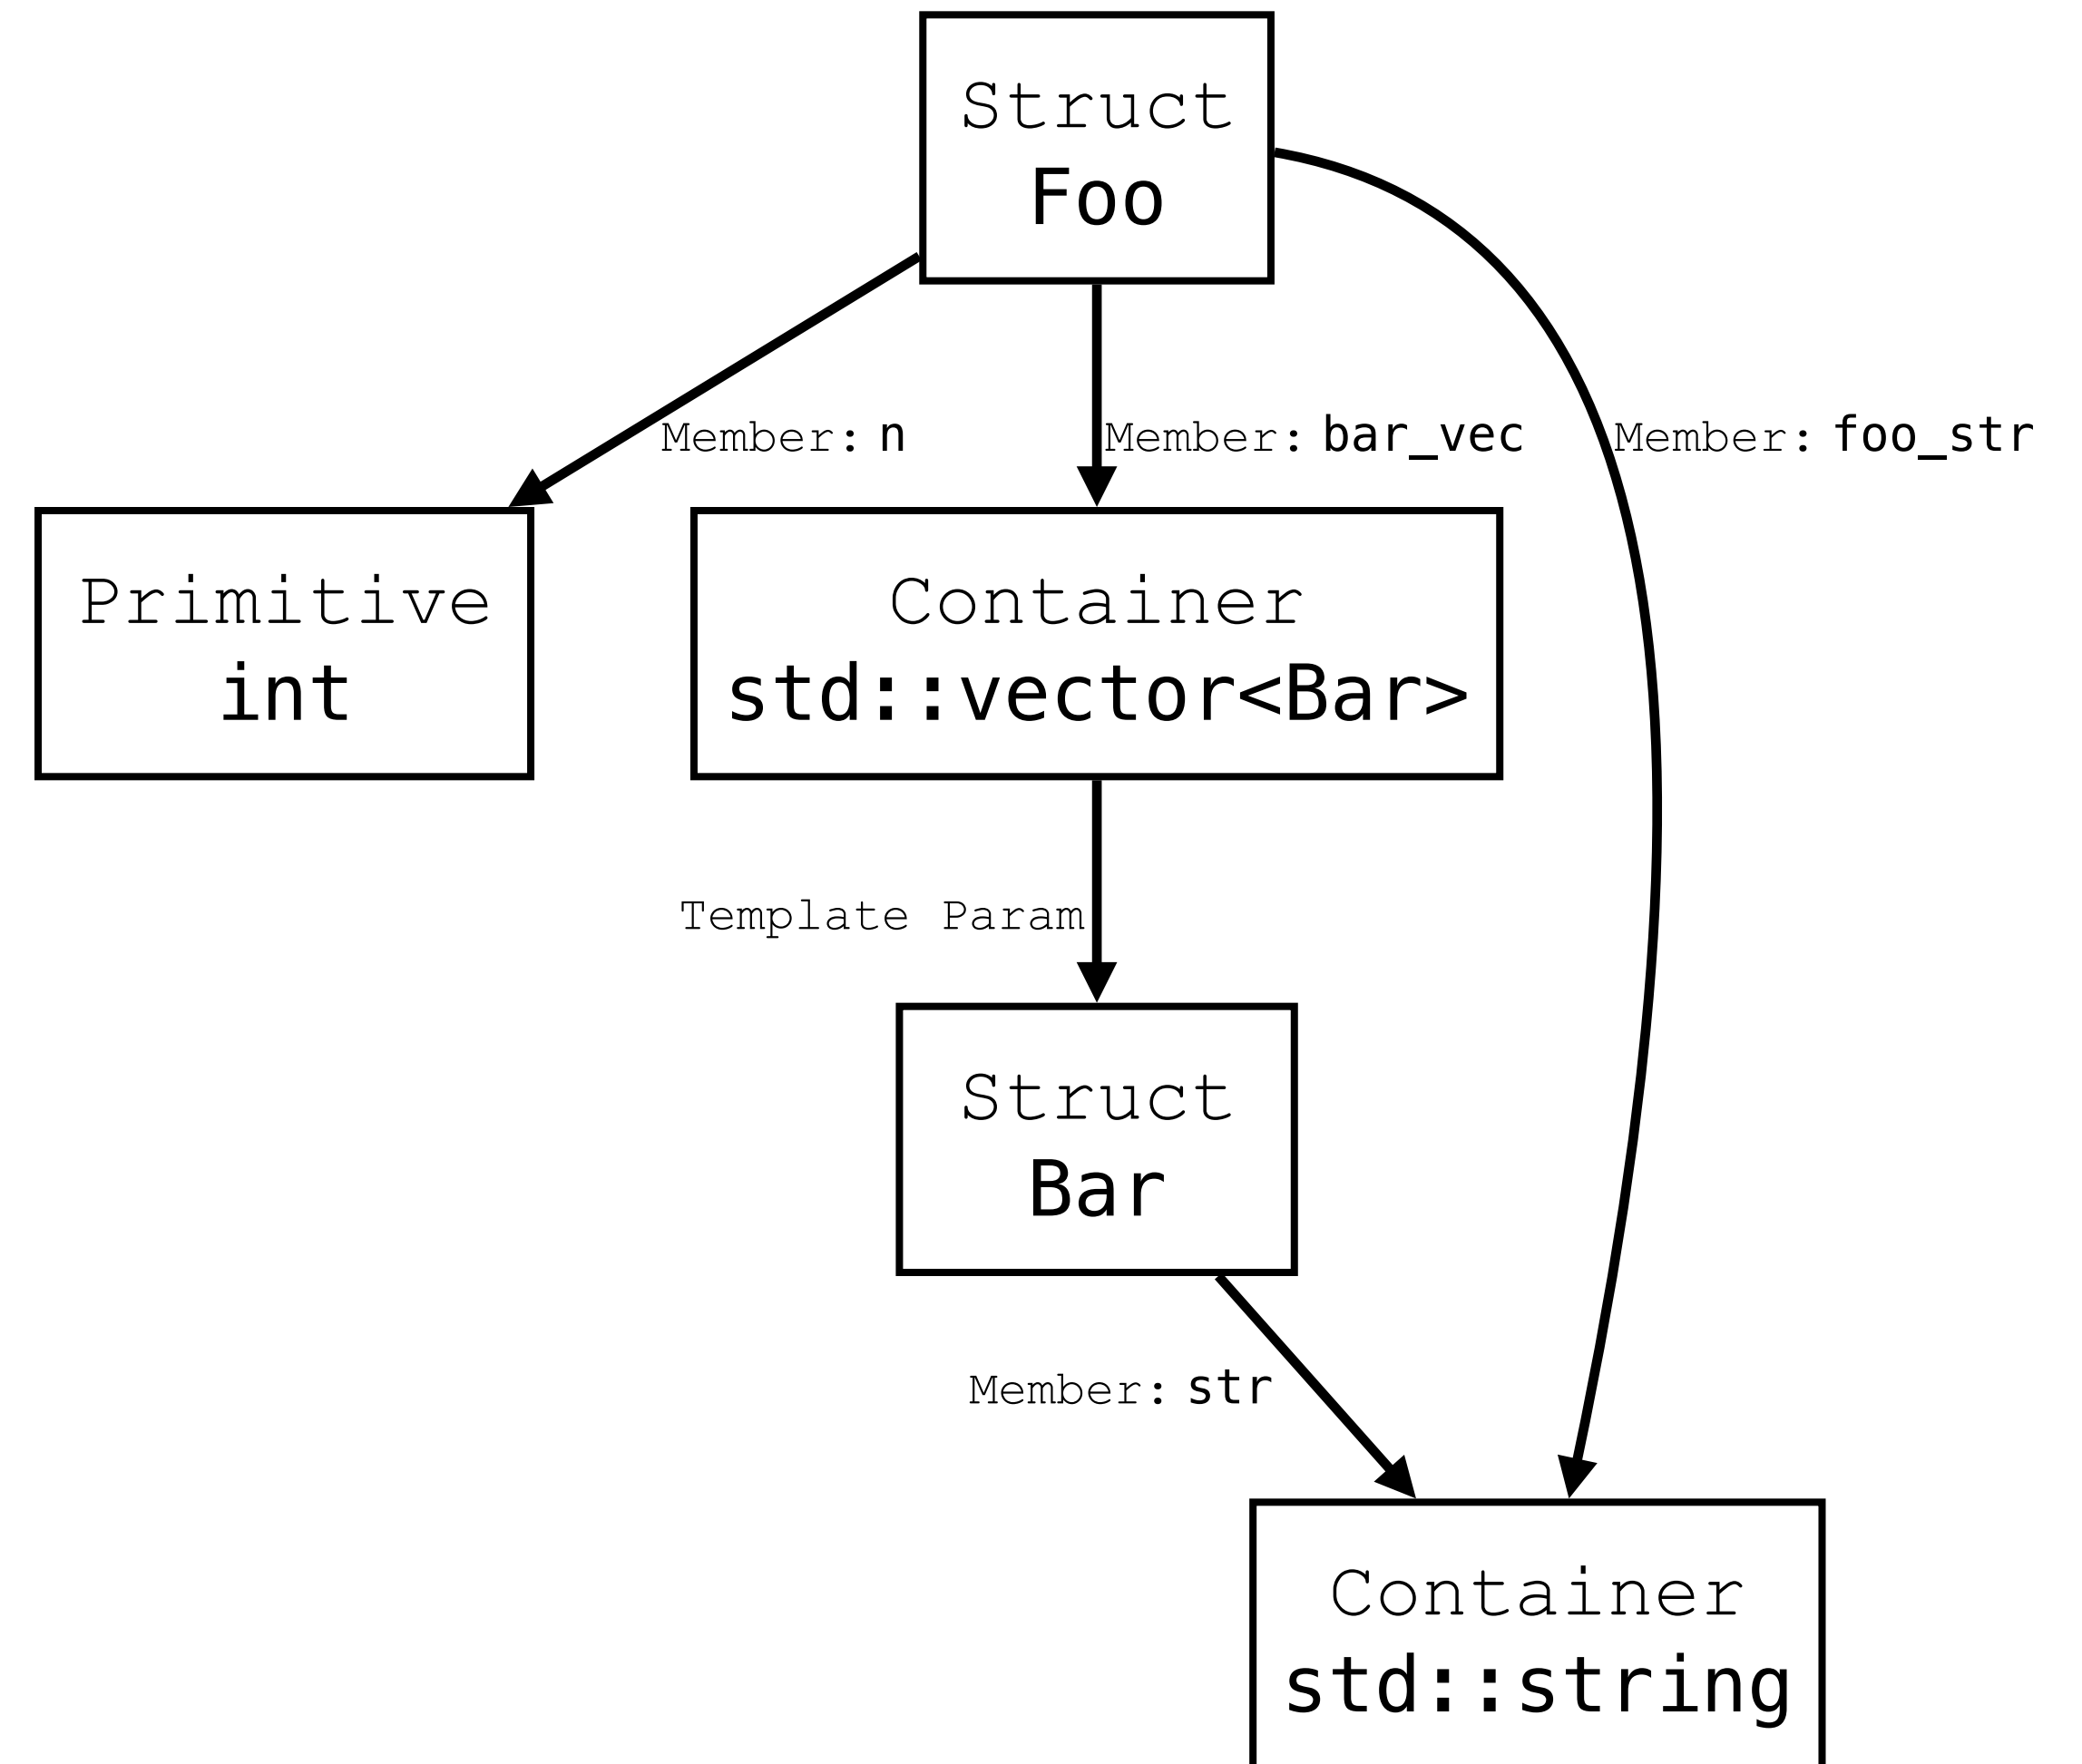 Struct
Foo
Member: n
Member: bar_vec
Member: foo_str
Primitive
int
Container
std::vector<Bar>
Template Param
Struct
Bar
Member: str
Container
std::string